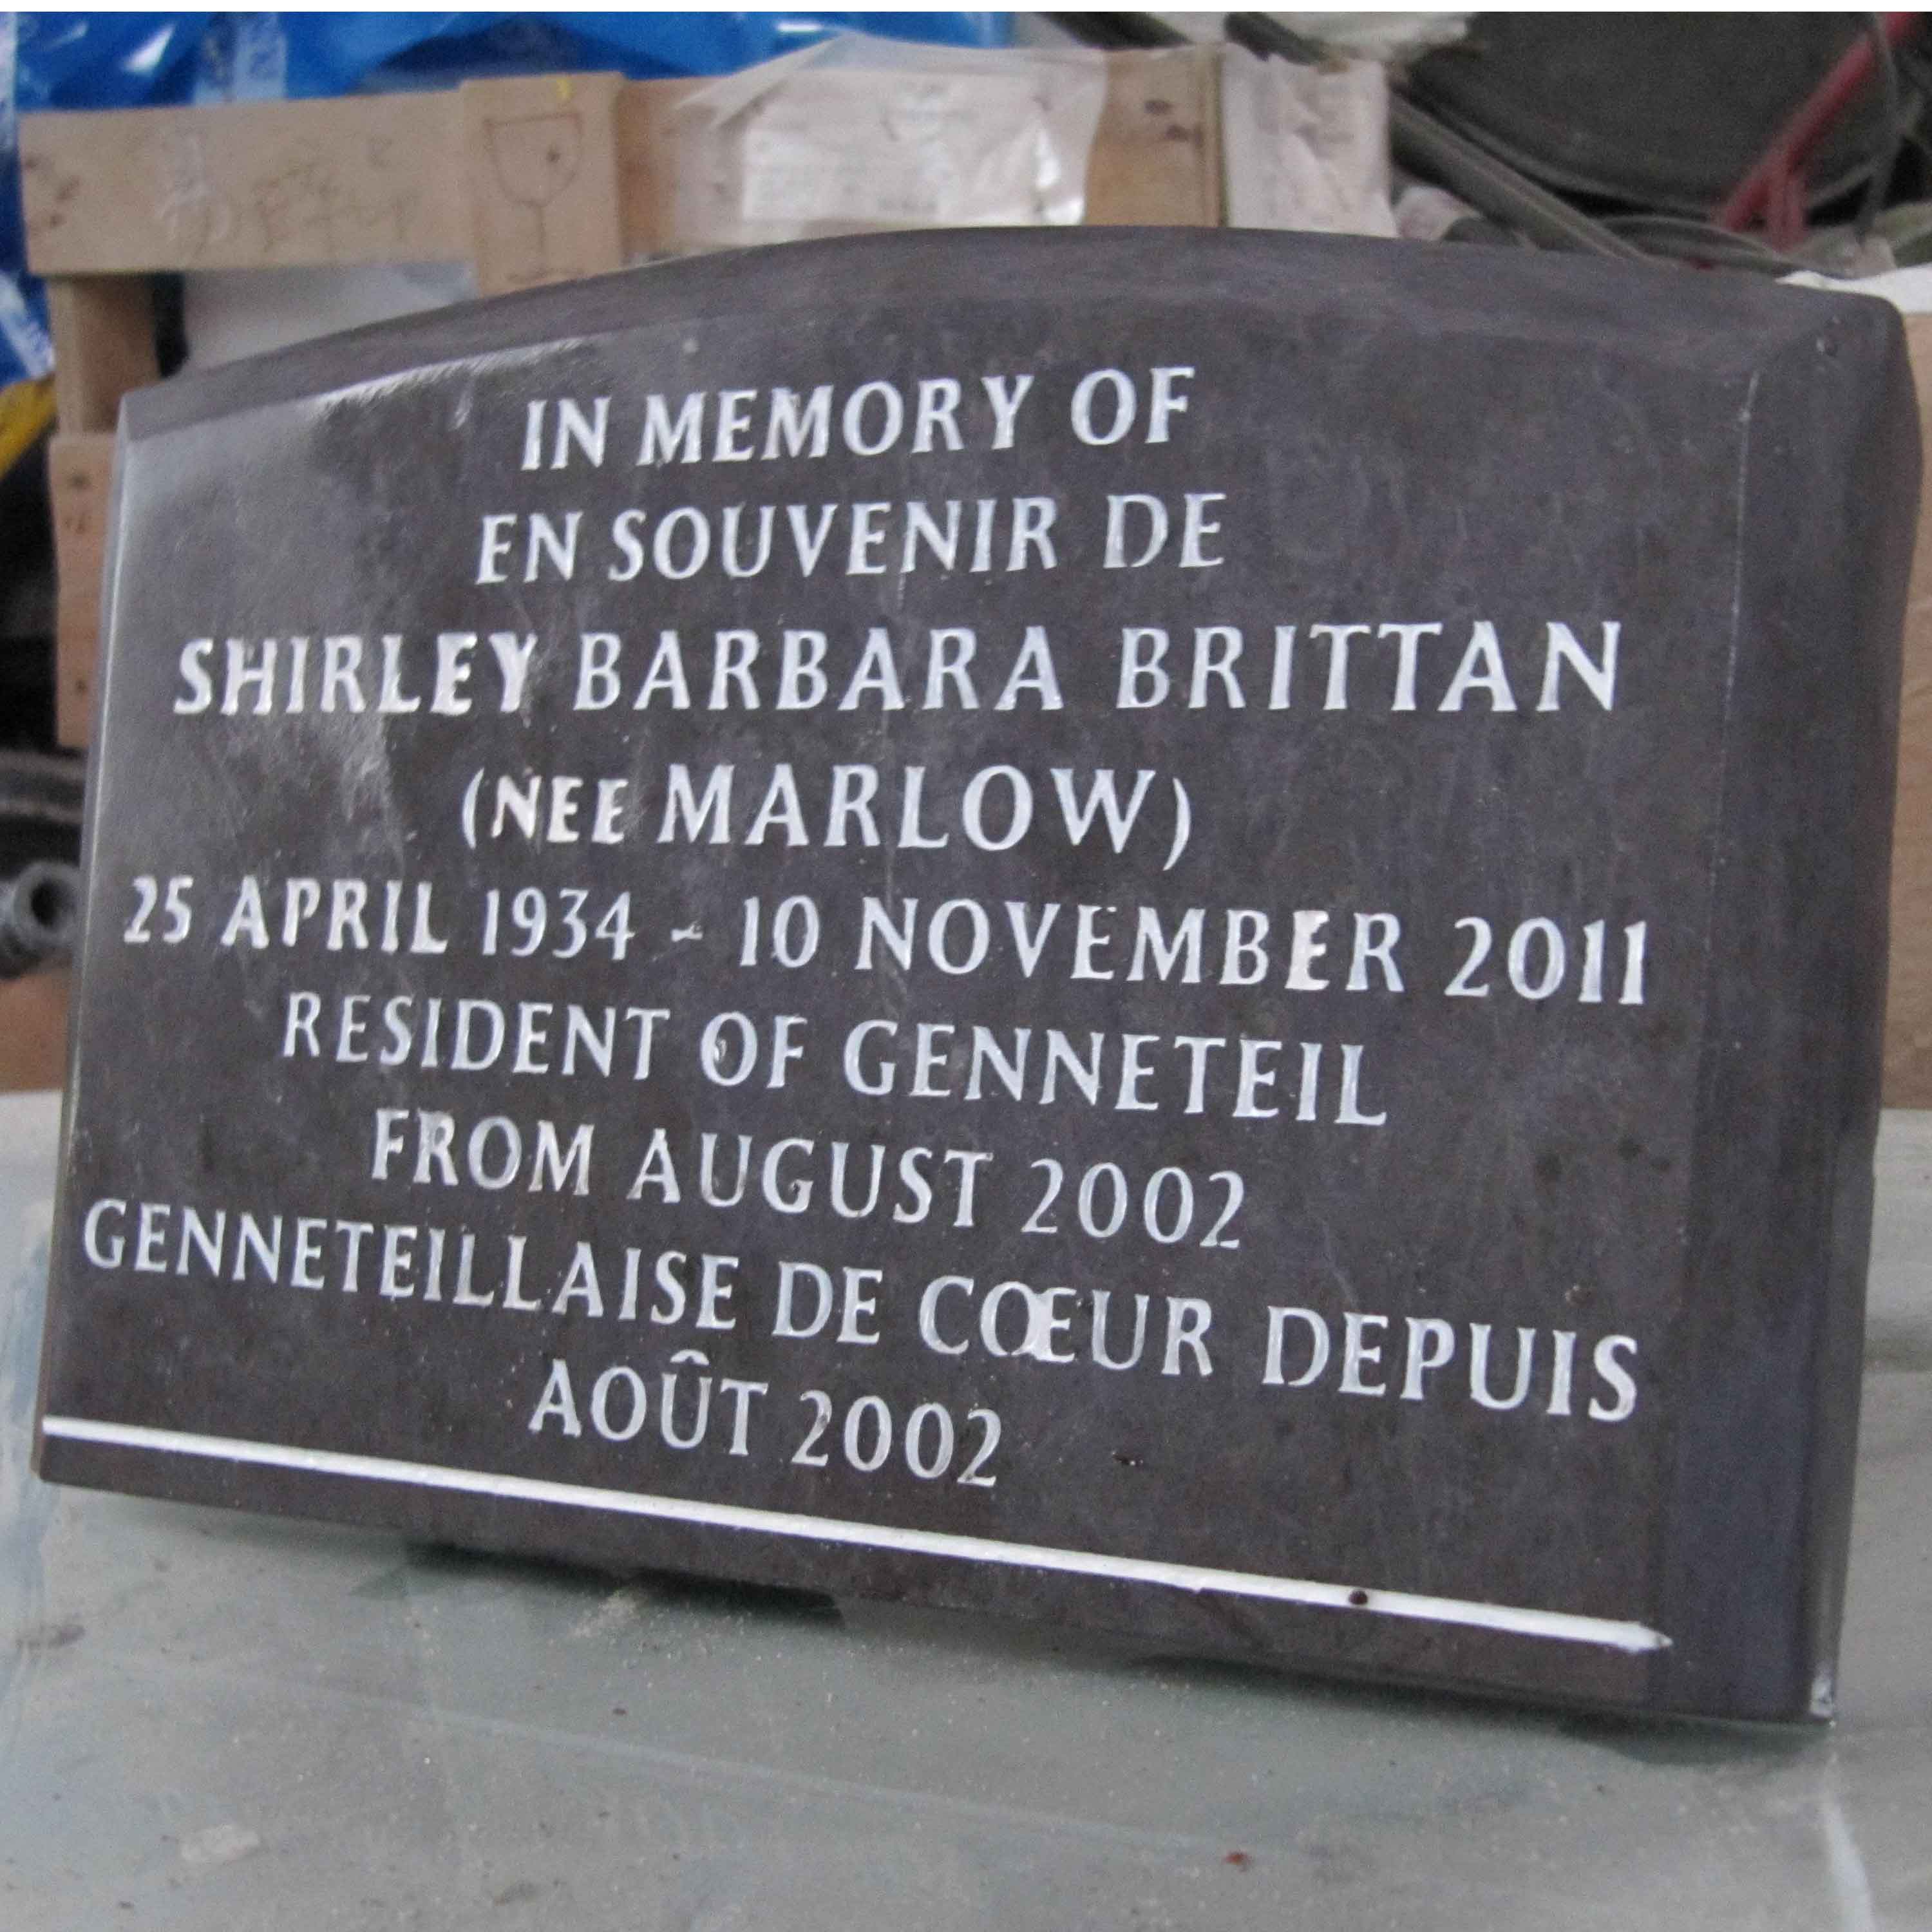 IN MEMORY OF
EN SOUVENIR DE
SHIRLEY BARBARA BRITTAN
(NEE MARLOW)
25 APRIL 1934 - 10 NOVEMBER 2011
RESIDENT OF GENNETEIL
FROM AUGUST 2002
GENNETEILLAISE DE CŒUR DEPUIS
AOÛT 2002